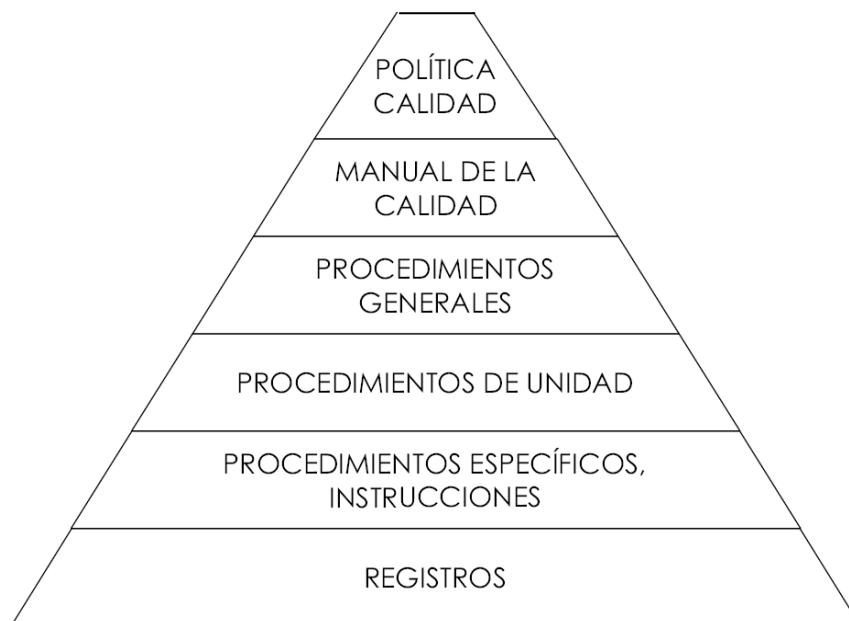 POLÍTICA
CALIDAD
MANUAL DE LA
CALIDAD
PROCEDIMIENTOS
GENERALES
PROCEDIMIENTOS DE UNIDAD
PROCEDIMIENTOS ESPECÍFICOS,
INSTRUCCIONES
REGISTROS